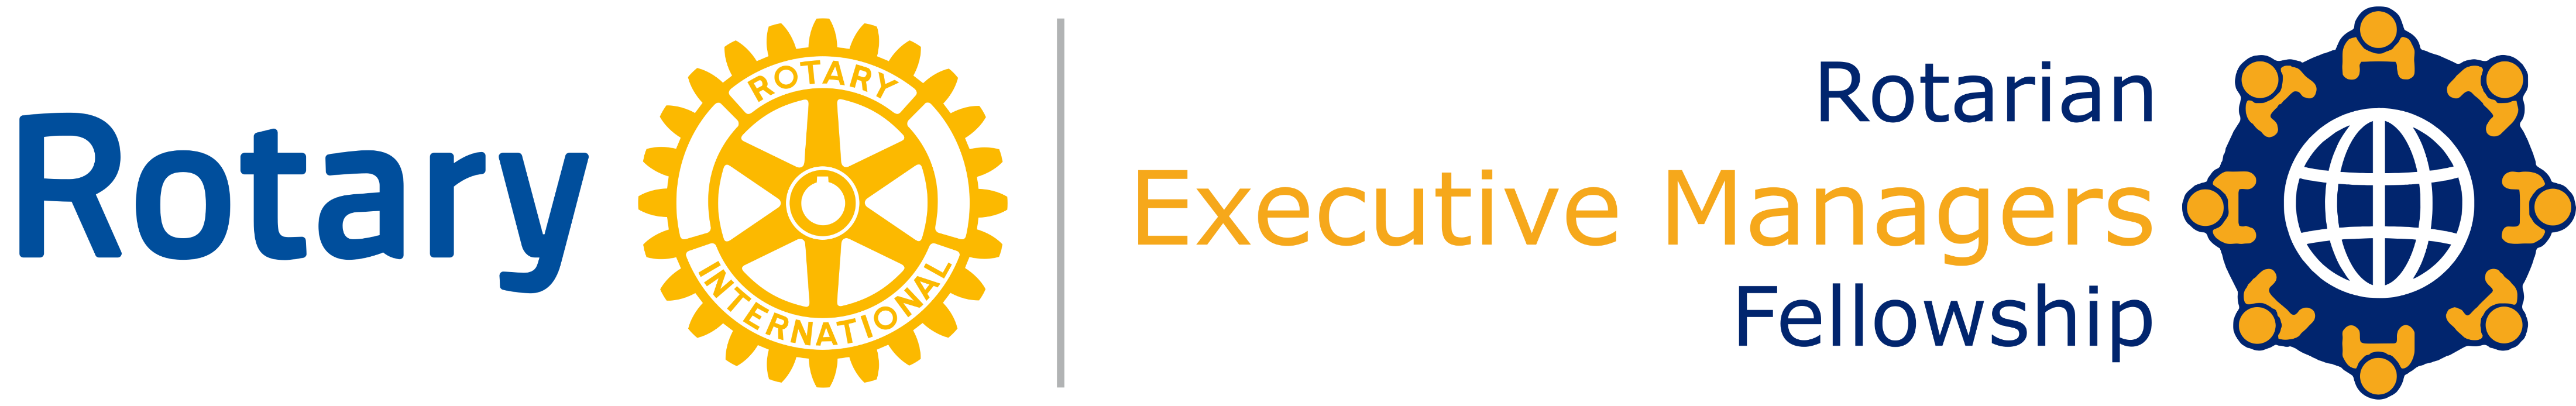 Rotary
ROTARY
INTERNATIONAL
Rotarian
Executive Managers
Fellowship